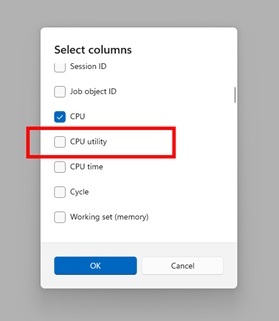 Select columns
Session ID
Job object ID
CPU
CPU utility
CPU time
Cycle
Working set (memory)
OK
Cancel